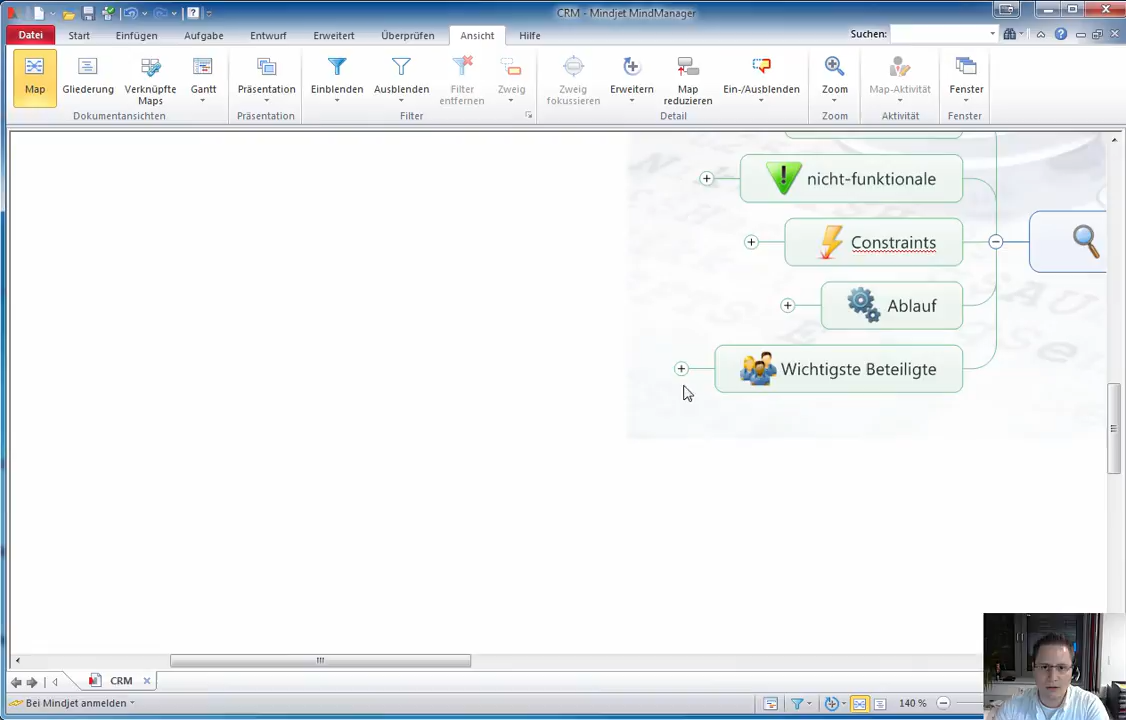 CRM - Mindjet MindManager
Datei Start Einfügen Aufgabe Entwurf Erweitert Überprüfen Ansicht Hilfe Suchen:
Map Gliederung Verknüpfte Maps Gantt Präsentation Einblenden Ausblenden Filter entfernen Zweig Zweig fokussieren Erweitern Map reduzieren Ein-/Ausblenden Zoom Map-Aktivität Fenster
Dokumentansichten Präsentation Filter Detail Zoom Aktivität Fenster
nicht-funktionale
Constraints
Ablauf
Wichtigste Beteiligte
CRM
Bei Mindjet anmelden 140 %